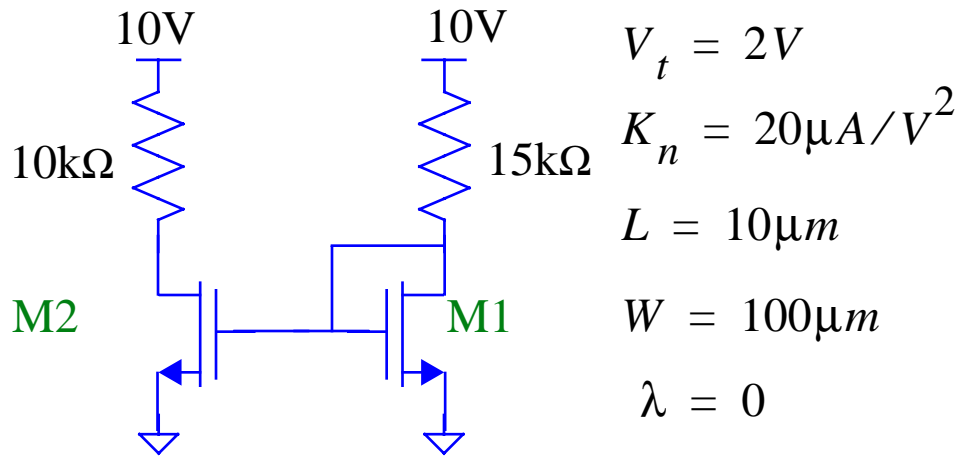 10V
10V
10kΩ
15kΩ
M2
M1
V_t = 2V
K_n = 20μA/V^2
L = 10μm
W = 100μm
λ = 0